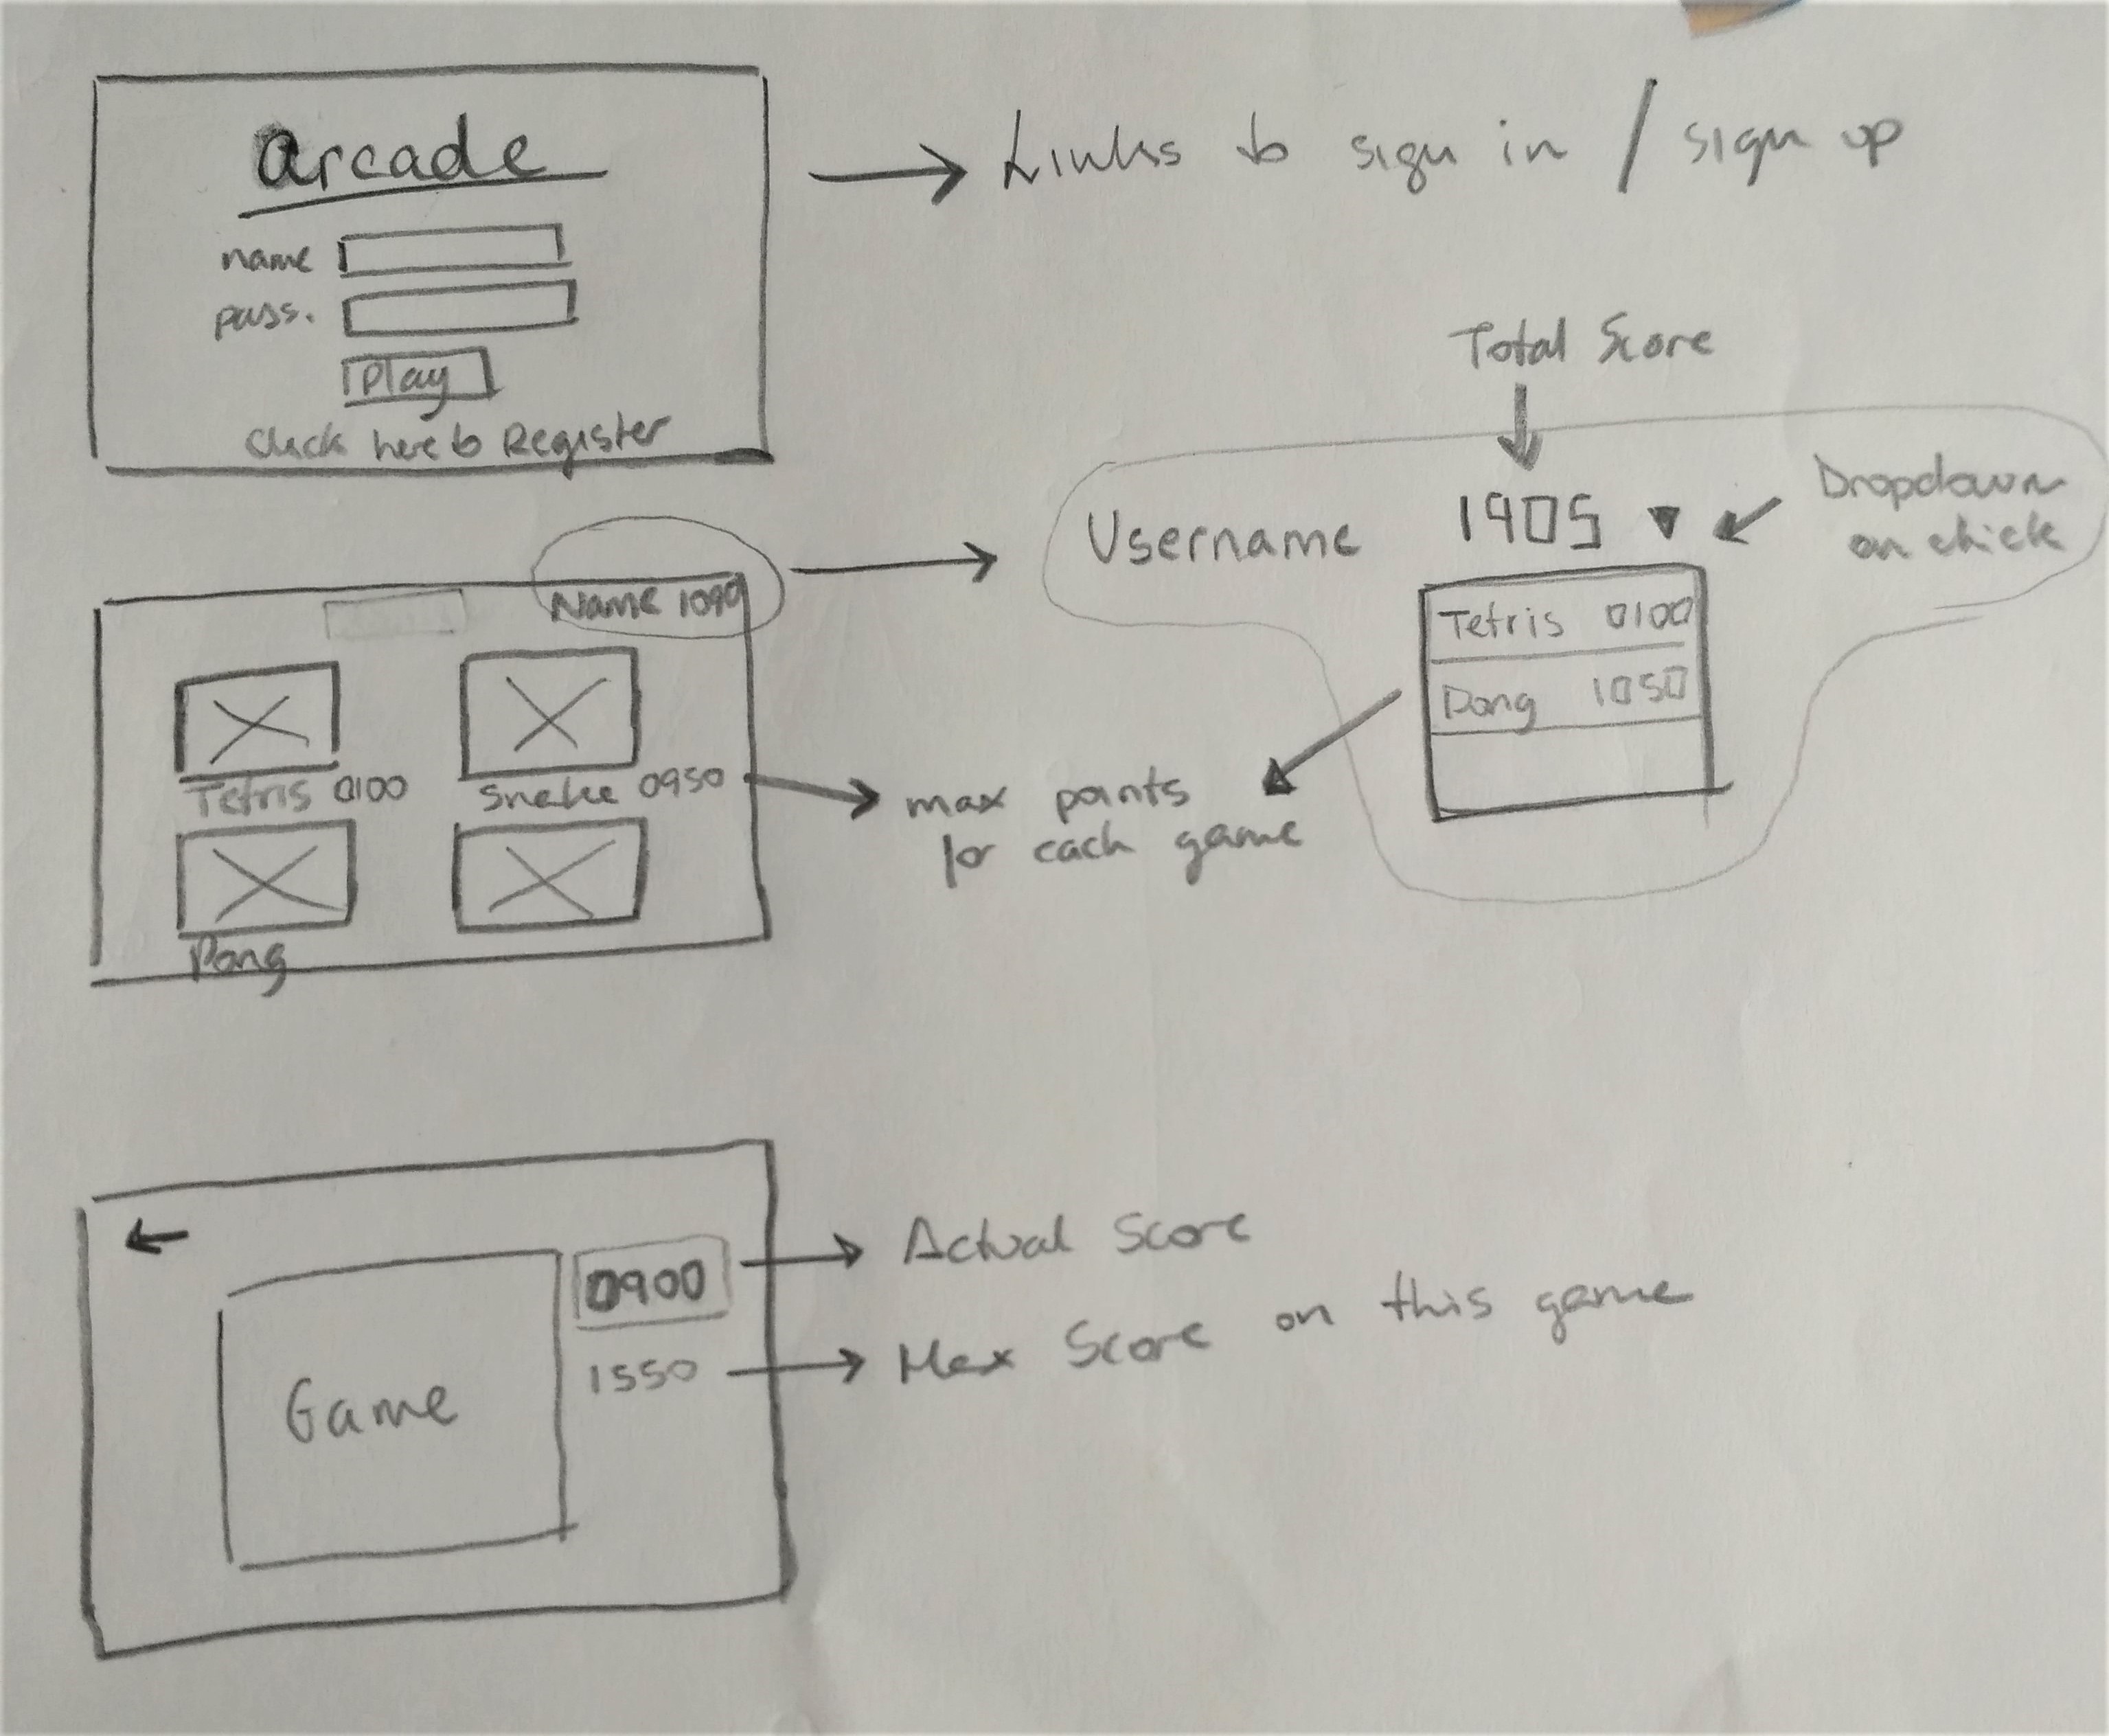 arcade
Links to sign in / sign up
name
pass.
Play
Click here to Register
Total Score
Username 1905 ▼
Dropdown
on click
Name 1090
Tetris 0100
Pong 1050
Tetris 0100
Snake 0950
max points
for each game
Pong
←
0900
Actual Score
1550
Max Score on this game
Game